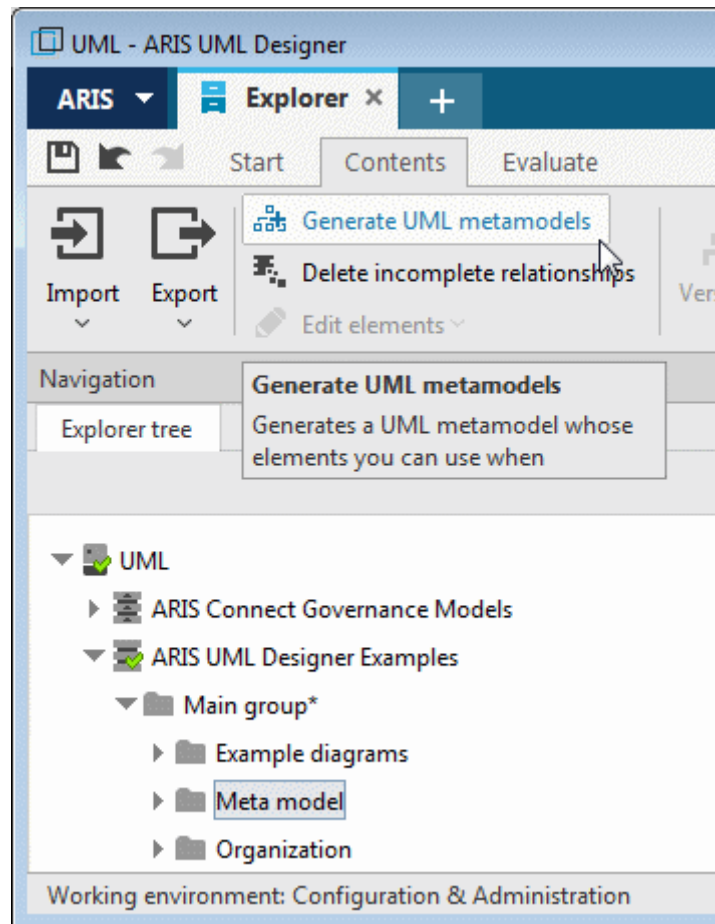 UML - ARIS UML Designer
ARIS Explorer
Start Contents Evaluate
Generate UML metamodels
Delete incomplete relationships
Import Export
Edit elements
Navigation
Generate UML metamodels
Explorer tree
Generates a UML metamodel whose
elements you can use when
UML
ARIS Connect Governance Models
ARIS UML Designer Examples
Main group*
Example diagrams
Meta model
Organization
Working environment: Configuration & Administration